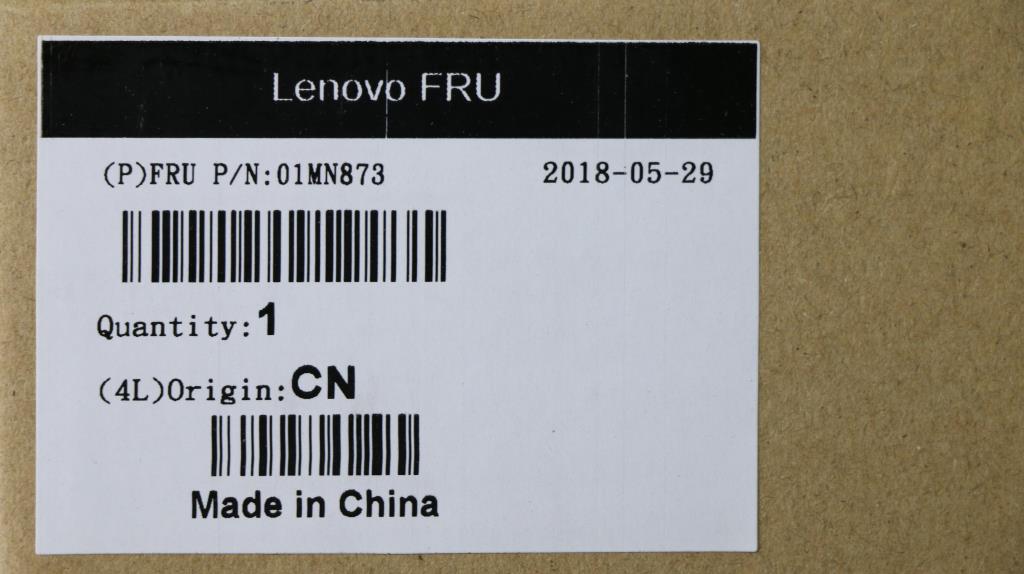 Lenovo FRU
(P)FRU P/N:01MN873 2018-05-29
Quantity:1
(4L)Origin:CN
Made in China